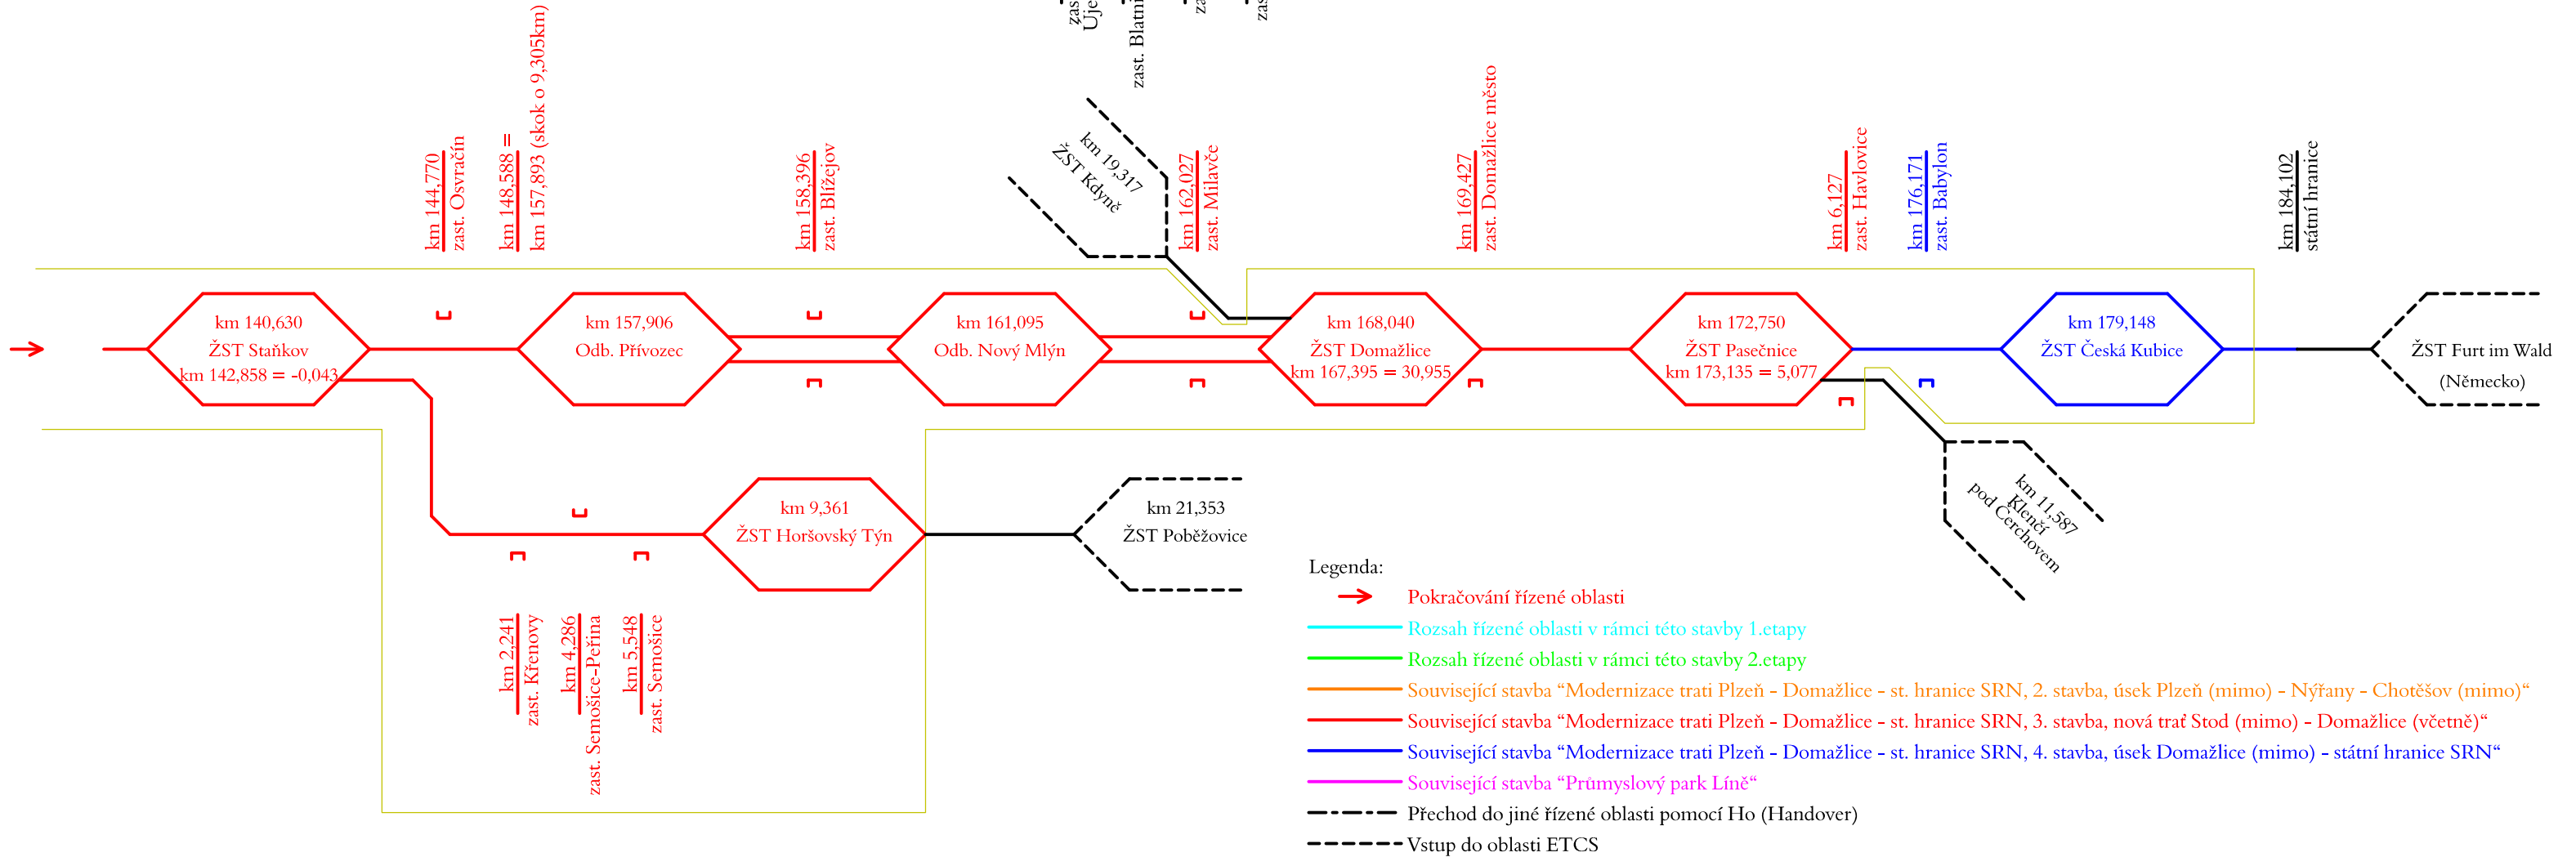 zast. Blatni
km 144,770
zast. Osvračín
km 148,588 =
km 157,893 (skok o 9,305km)
km 158,396
zast. Blížejov
km 19,317
ŽST Kdyně
km 162,027
zast. Milavče
km 169,427
zast. Domažlice město
km 6,127
zast. Havlovice
km 176,171
zast. Babylon
km 184,102
státní hranice
km 140,630
ŽST Staňkov
km 142,858 = -0,043
km 157,906
Odb. Přívozec
km 161,095
Odb. Nový Mlýn
km 168,040
ŽST Domažlice
km 167,395 = 30,955
km 172,750
ŽST Pasečnice
km 173,135 = 5,077
km 179,148
ŽST Česká Kubice
ŽST Furt im Wald
(Německo)
km 9,361
ŽST Horšovský Týn
km 21,353
ŽST Poběžovice
km 11,587
Klenčí
pod Čerchovem
km 2,241
zast. Křenovy
km 4,286
zast. Semošice-Peřina
km 5,548
zast. Semošice
Legenda:
Pokračování řízené oblasti
Rozsah řízené oblasti v rámci této stavby 1.etapy
Rozsah řízené oblasti v rámci této stavby 2.etapy
Související stavba “Modernizace trati Plzeň - Domažlice - st. hranice SRN, 2. stavba, úsek Plzeň (mimo) - Nýřany - Chotěšov (mimo)“
Související stavba “Modernizace trati Plzeň - Domažlice - st. hranice SRN, 3. stavba, nová trať Stod (mimo) - Domažlice (včetně)“
Související stavba “Modernizace trati Plzeň - Domažlice - st. hranice SRN, 4. stavba, úsek Domažlice (mimo) - státní hranice SRN“
Související stavba “Průmyslový park Líně“
Přechod do jiné řízené oblasti pomocí Ho (Handover)
Vstup do oblasti ETCS